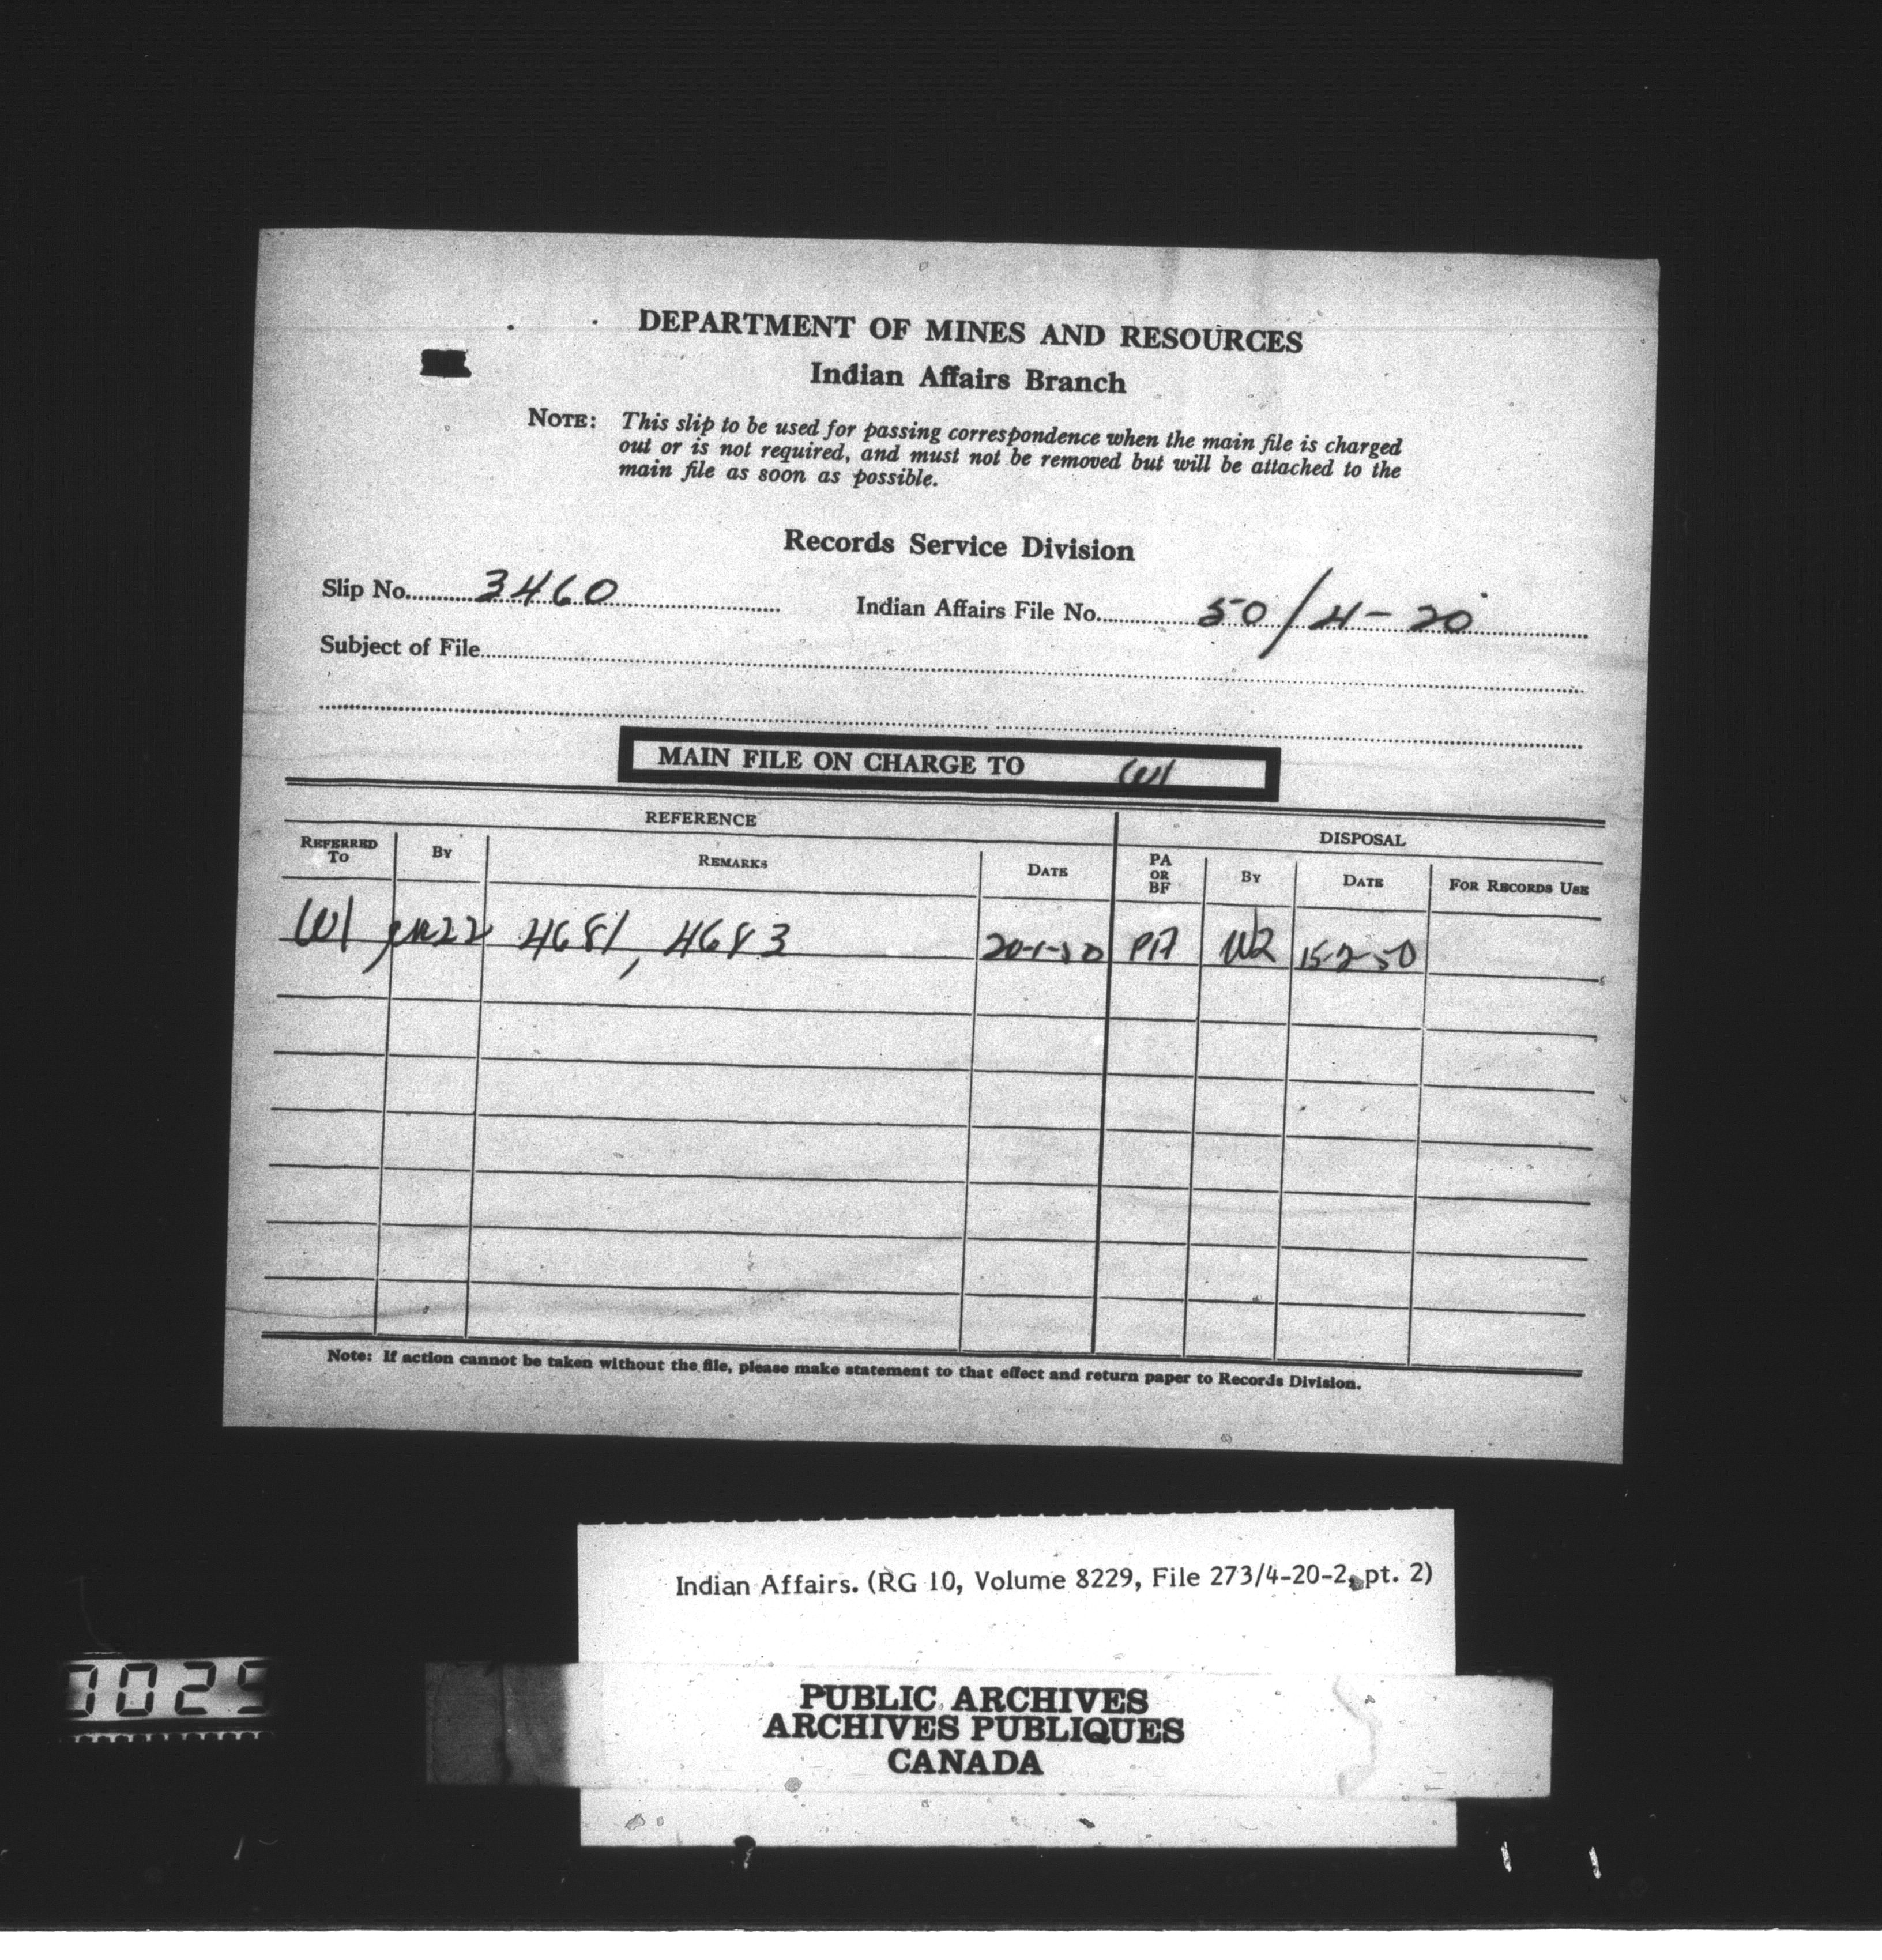 DEPARTMENT OF MINES AND RESOURCES
Indian Affairs Branch
NOTE: This slip to be used for passing correspondence when the main file is charged
out or is not required, and must not be removed but will be attached to the
main file as soon as possible.
Records Service Division
Slip No. 3460 Indian Affairs File No. 50/4-20
Subject of File
MAIN FILE ON CHARGE TO W1
REFERENCE DISPOSAL
REFERRED TO BY REMARKS DATE PA OR BF BY DATE FOR RECORDS USE
W1 4681, 4683 20-1-50 PA W2 15-2-50
Note: If action cannot be taken without the file, please make statement to that effect and return paper to Records Division.
Indian Affairs. (RG 10, Volume 8229, File 273/4-20-2, pt. 2)
PUBLIC ARCHIVES
ARCHIVES PUBLIQUES
CANADA